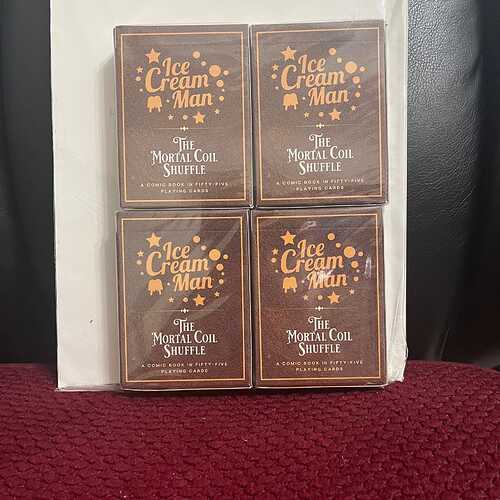 Ice
Cream
Man
The
Mortal Coil
Shuffle
A COMIC BOOK IN FIFTY-FIVE
PLAYING CARDS
Ice
Cream
Man
The
Mortal Coil
Shuffle
A COMIC BOOK IN FIFTY-FIVE
PLAYING CARDS
Ice
Cream
Man
The
Mortal Coil
Shuffle
A COMIC BOOK IN FIFTY-FIVE
PLAYING CARDS
Ice
Cream
Man
The
Mortal Coil
Shuffle
A COMIC BOOK IN FIFTY-FIVE
PLAYING CARDS